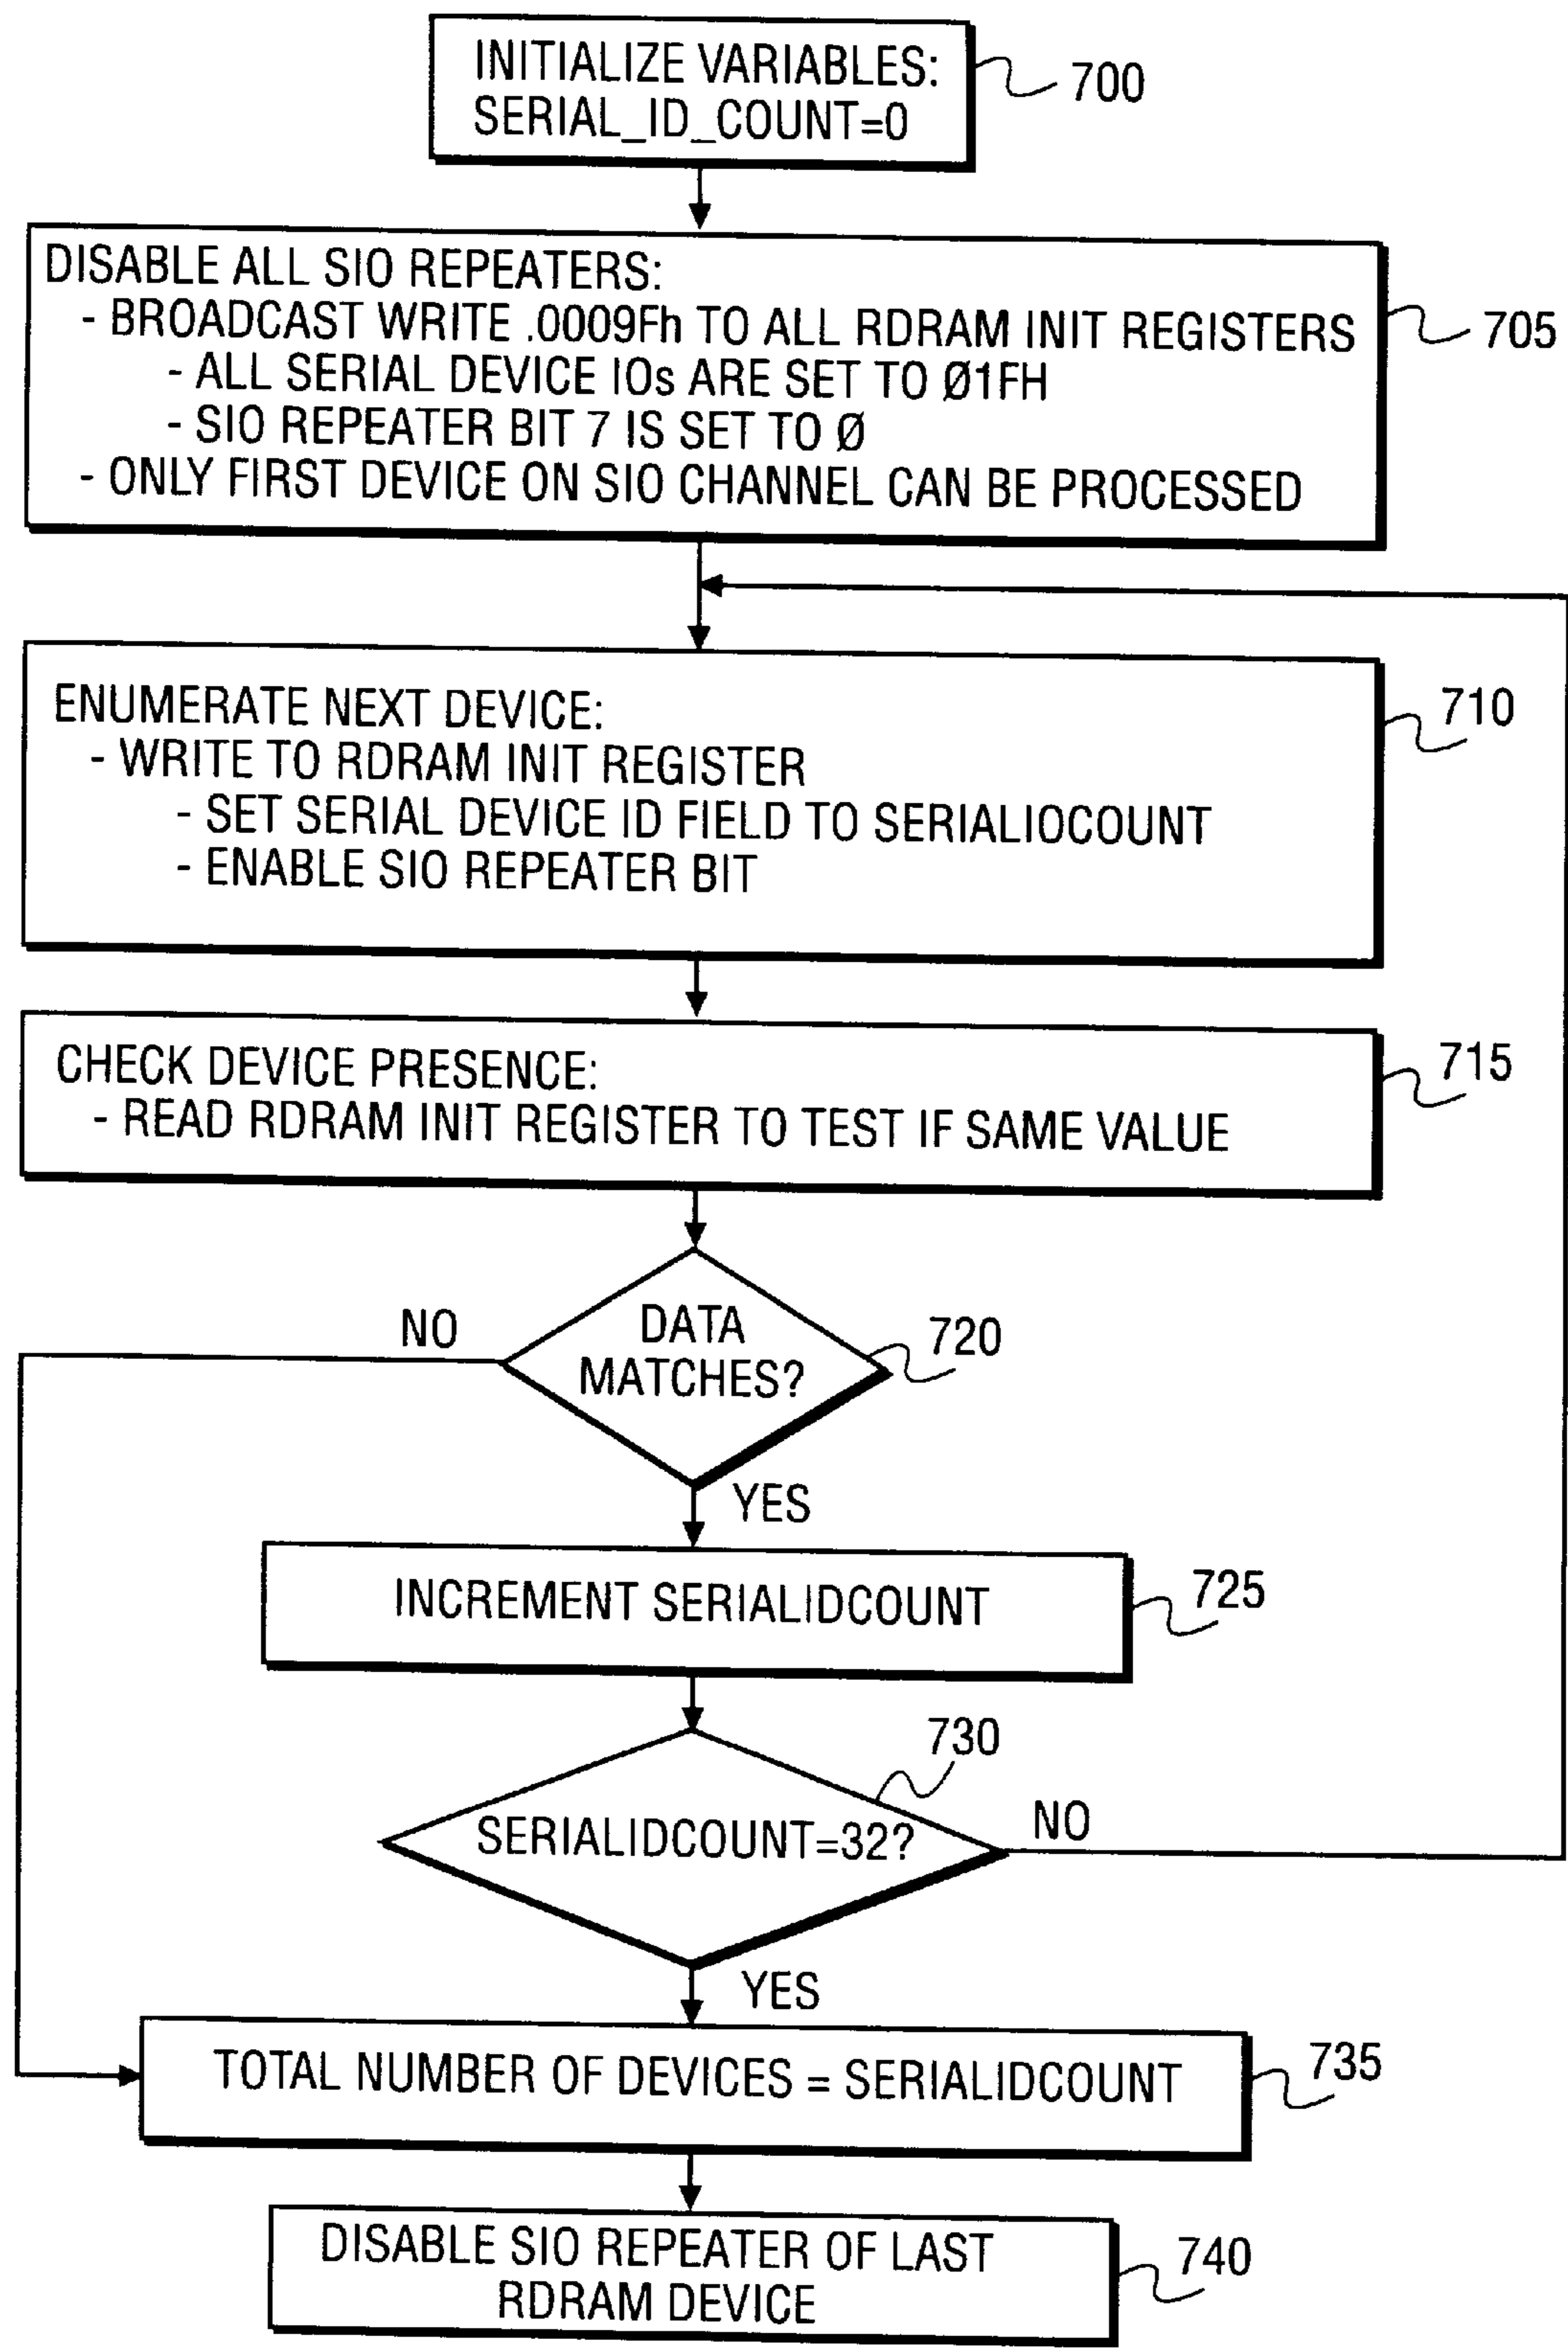 INITIALIZE VARIABLES:
SERIAL_ID_COUNT=0
700
DISABLE ALL SIO REPEATERS:
- BROADCAST WRITE .0009Fh TO ALL RDRAM INIT REGISTERS
- ALL SERIAL DEVICE IOs ARE SET TO Ø1FH
- SIO REPEATER BIT 7 IS SET TO Ø
- ONLY FIRST DEVICE ON SIO CHANNEL CAN BE PROCESSED
705
ENUMERATE NEXT DEVICE:
- WRITE TO RDRAM INIT REGISTER
- SET SERIAL DEVICE ID FIELD TO SERIALIOCOUNT
- ENABLE SIO REPEATER BIT
710
CHECK DEVICE PRESENCE:
- READ RDRAM INIT REGISTER TO TEST IF SAME VALUE
715
DATA
MATCHES?
720
NO
YES
INCREMENT SERIALIDCOUNT
725
SERIALIDCOUNT=32?
730
NO
YES
TOTAL NUMBER OF DEVICES = SERIALIDCOUNT
735
DISABLE SIO REPEATER OF LAST
RDRAM DEVICE
740